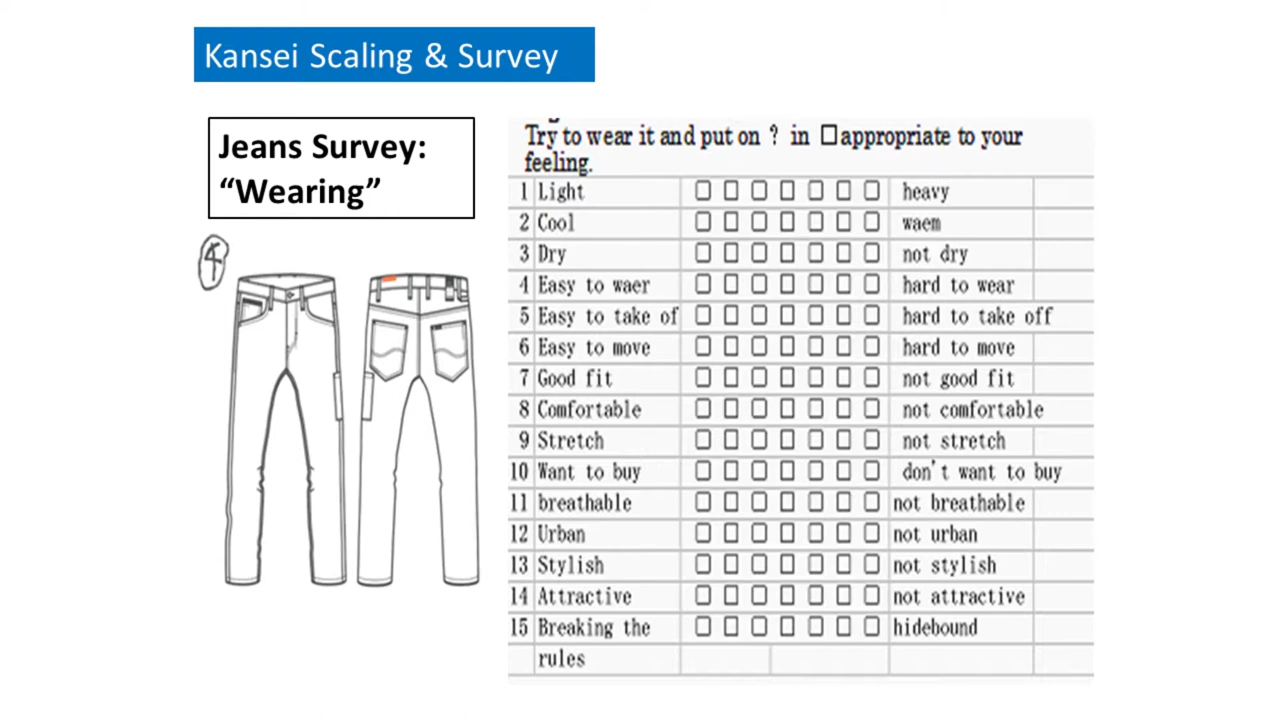 Kansei Scaling & Survey
Jeans Survey:
“Wearing”
4
Try to wear it and put on ? in □ appropriate to your
feeling.
1 Light □ □ □ □ □ □ □ heavy
2 Cool □ □ □ □ □ □ □ waem
3 Dry □ □ □ □ □ □ □ not dry
4 Easy to waer □ □ □ □ □ □ □ hard to wear
5 Easy to take of □ □ □ □ □ □ □ hard to take off
6 Easy to move □ □ □ □ □ □ □ hard to move
7 Good fit □ □ □ □ □ □ □ not good fit
8 Comfortable □ □ □ □ □ □ □ not comfortable
9 Stretch □ □ □ □ □ □ □ not stretch
10 Want to buy □ □ □ □ □ □ □ don't want to buy
11 breathable □ □ □ □ □ □ □ not breathable
12 Urban □ □ □ □ □ □ □ not urban
13 Stylish □ □ □ □ □ □ □ not stylish
14 Attractive □ □ □ □ □ □ □ not attractive
15 Breaking the □ □ □ □ □ □ □ hidebound
rules